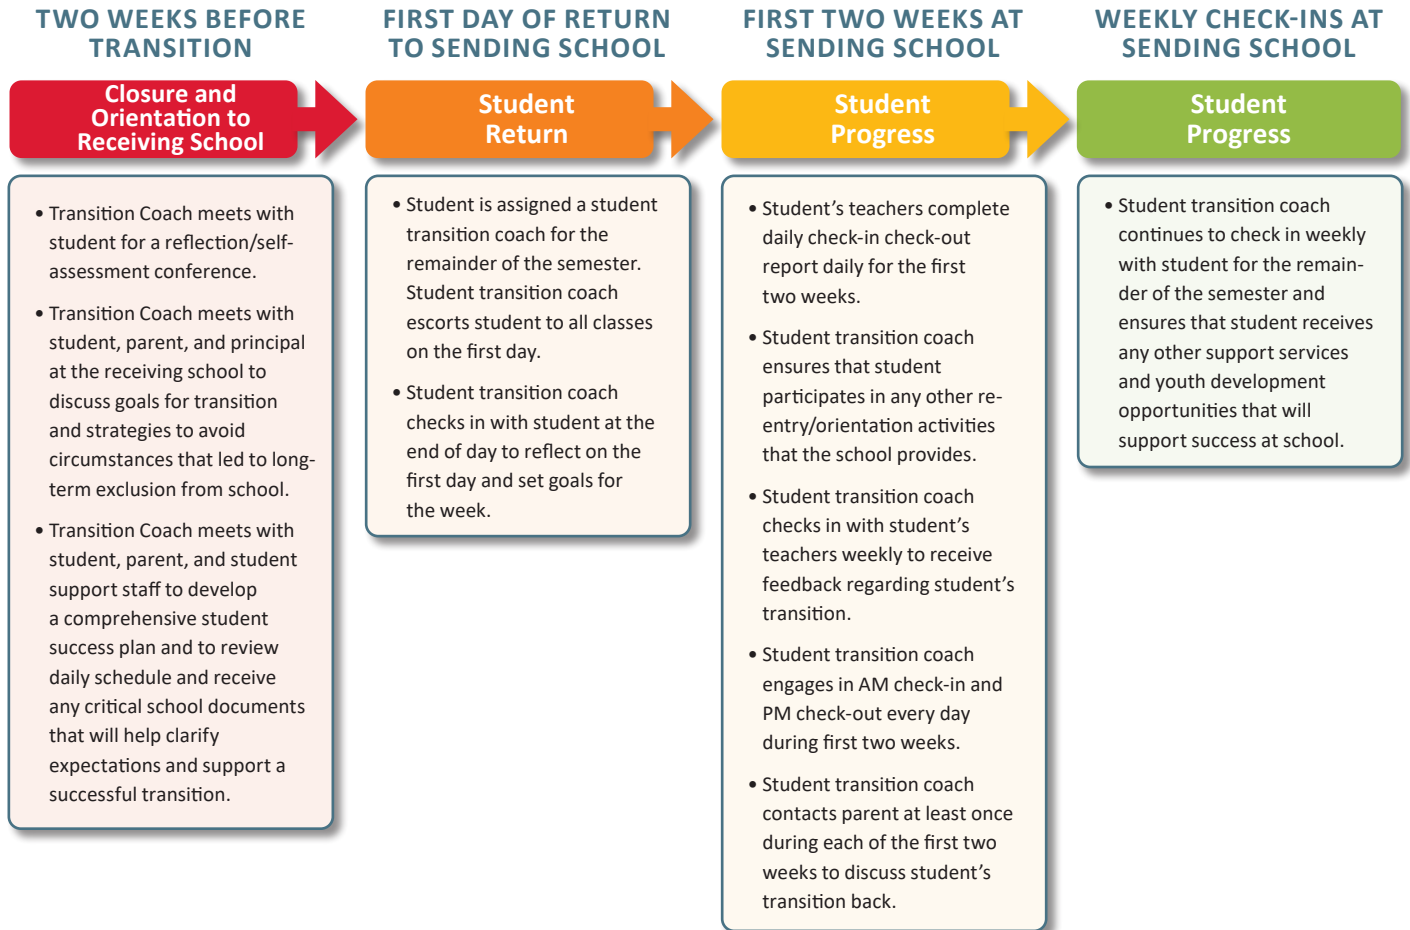 TWO WEEKS BEFORE
TRANSITION
Closure and
Orientation to
Receiving School
• Transition Coach meets with
student for a reflection/self-
assessment conference.
• Transition Coach meets with
student, parent, and principal
at the receiving school to
discuss goals for transition
and strategies to avoid
circumstances that led to long-
term exclusion from school.
• Transition Coach meets with
student, parent, and student
support staff to develop
a comprehensive student
success plan and to review
daily schedule and receive
any critical school documents
that will help clarify
expectations and support a
successful transition.
FIRST DAY OF RETURN
TO SENDING SCHOOL
Student
Return
• Student is assigned a student
transition coach for the
remainder of the semester.
Student transition coach
escorts student to all classes
on the first day.
• Student transition coach
checks in with student at the
end of day to reflect on the
first day and set goals for
the week.
FIRST TWO WEEKS AT
SENDING SCHOOL
Student
Progress
• Student’s teachers complete
daily check-in check-out
report daily for the first
two weeks.
• Student transition coach
ensures that student
participates in any other re-
entry/orientation activities
that the school provides.
• Student transition coach
checks in with student’s
teachers weekly to receive
feedback regarding student’s
transition.
• Student transition coach
engages in AM check-in and
PM check-out every day
during first two weeks.
• Student transition coach
contacts parent at least once
during each of the first two
weeks to discuss student’s
transition back.
WEEKLY CHECK-INS AT
SENDING SCHOOL
Student
Progress
• Student transition coach
continues to check in weekly
with student for the remain-
der of the semester and
ensures that student receives
any other support services
and youth development
opportunities that will
support success at school.